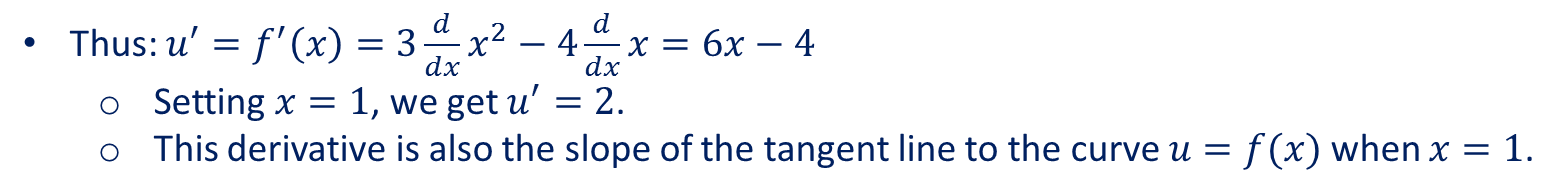 • Thus: u′ = f′(x) = 3 d/dx x² − 4 d/dx x = 6x − 4
○ Setting x = 1, we get u′ = 2.
○ This derivative is also the slope of the tangent line to the curve u = f(x) when x = 1.